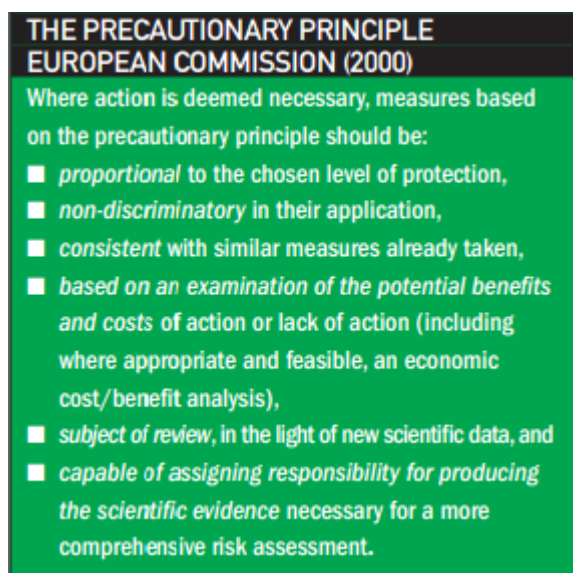 THE PRECAUTIONARY PRINCIPLE
EUROPEAN COMMISSION (2000)
Where action is deemed necessary, measures based
on the precautionary principle should be:
■ proportional to the chosen level of protection,
■ non-discriminatory in their application,
■ consistent with similar measures already taken,
■ based on an examination of the potential benefits
and costs of action or lack of action (including
where appropriate and feasible, an economic
cost/benefit analysis),
■ subject of review, in the light of new scientific data, and
■ capable of assigning responsibility for producing
the scientific evidence necessary for a more
comprehensive risk assessment.